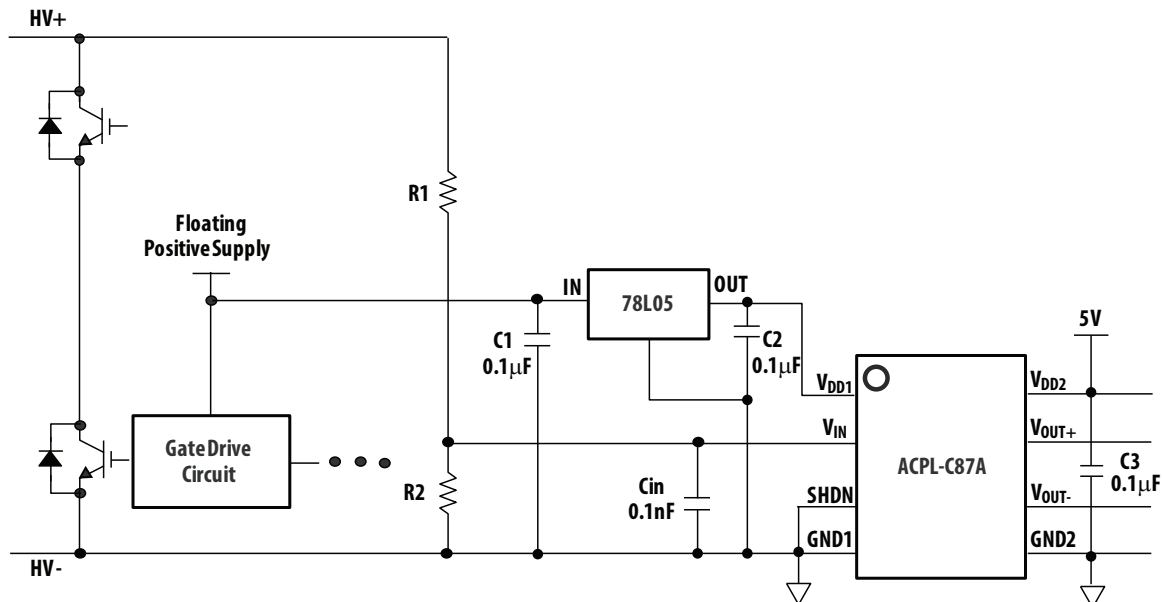 HV+
R1
Floating
Positive Supply
IN
78L05
OUT
C1
0.1μF
C2
0.1μF
5V
VDD1
VDD2
Gate Drive
Circuit
VIN
ACPL-C87A
VOUT+
R2
Cin
0.1nF
C3
0.1μF
SHDN
VOUT-
GND1
GND2
HV-